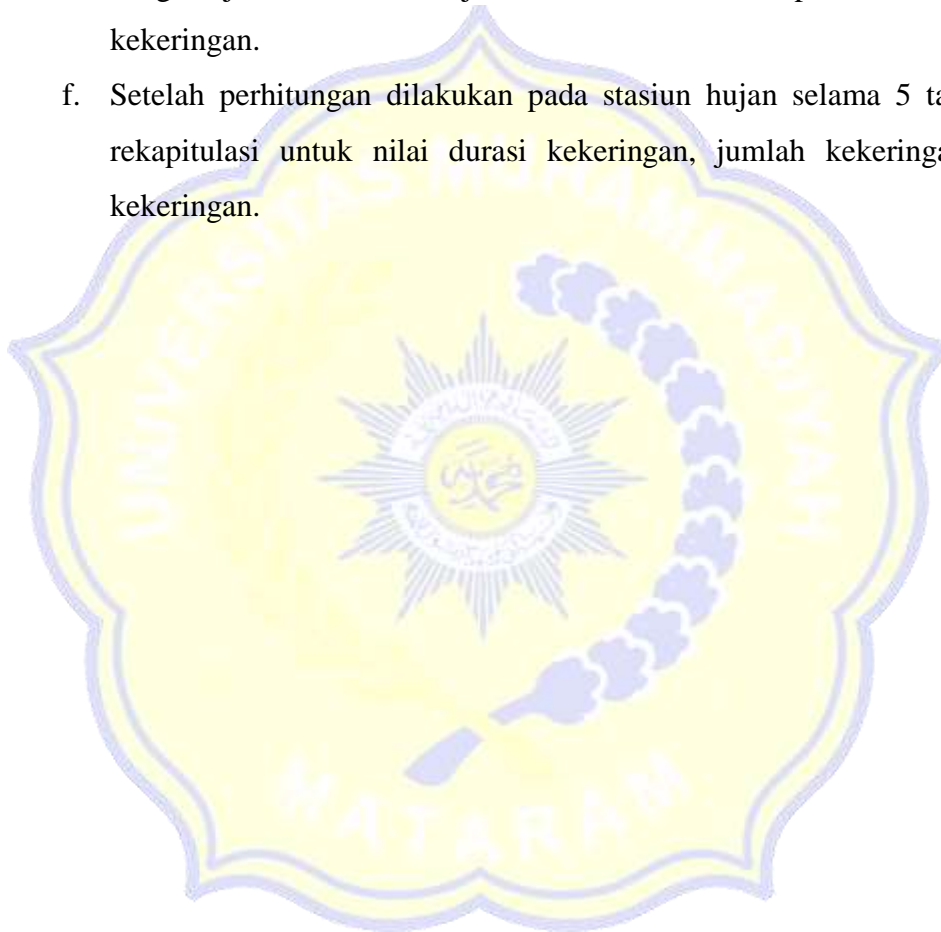 kekeringan.
f. Setelah perhitungan dilakukan pada stasiun hujan selama 5
rekapitulasi untuk nilai durasi kekeringan, jumlah
kekeringan.
UNIVERSITAS MUHAMMADIYAH
MATARAM